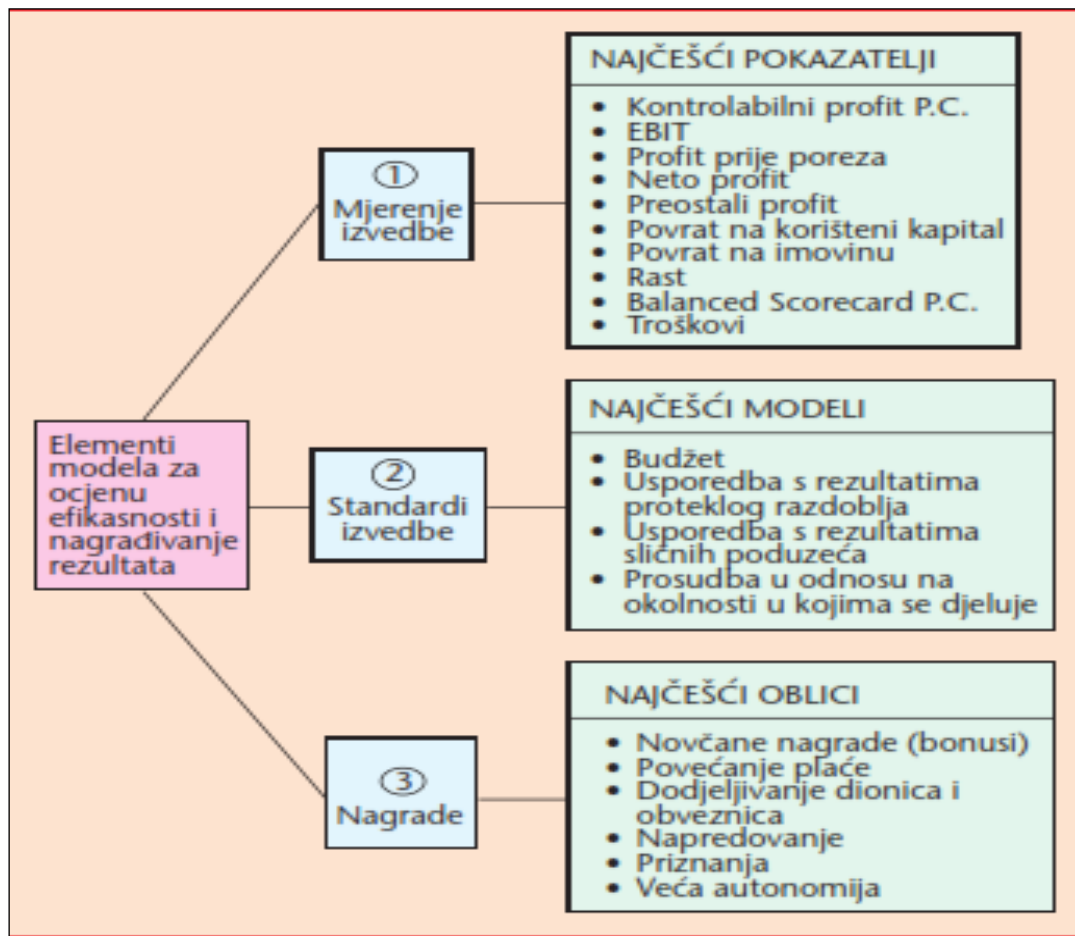 Elementi
modela za
ocjenu
efikasnosti i
nagrađivanje
rezultata
①
Mjerenje
izvedbe
NAJČEŠĆI POKAZATELJI
• Kontrolabilni profit P.C.
• EBIT
• Profit prije poreza
• Neto profit
• Preostali profit
• Povrat na korišteni kapital
• Povrat na imovinu
• Rast
• Balanced Scorecard P.C.
• Troškovi
②
Standardi
izvedbe
NAJČEŠĆI MODELI
• Budžet
• Usporedba s rezultatima
proteklog razdoblja
• Usporedba s rezultatima
sličnih poduzeća
• Prosudba u odnosu na
okolnosti u kojima se djeluje
③
Nagrade
NAJČEŠĆI OBLICI
• Novčane nagrade (bonusi)
• Povećanje plaće
• Dodjeljivanje dionica i
obveznica
• Napredovanje
• Priznanja
• Veća autonomija